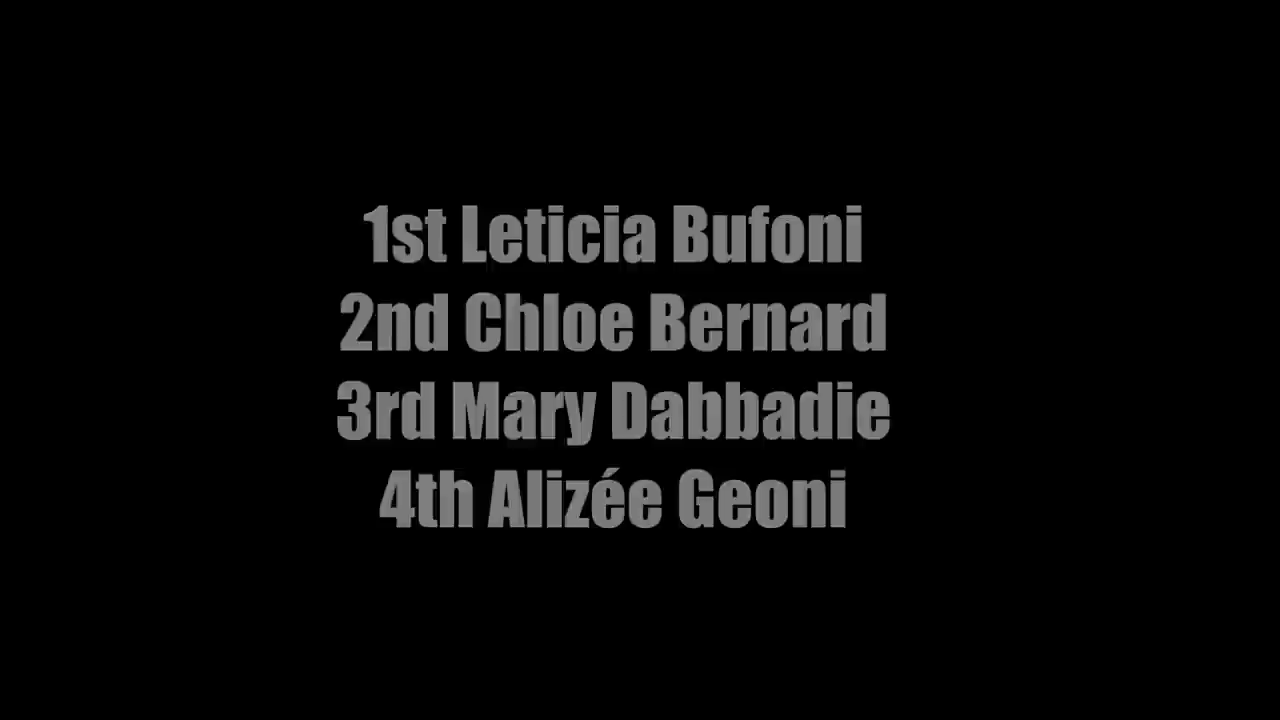 1st Leticia Bufoni
2nd Chloe Bernard
3rd Mary Dabbadie
4th Alizée Geoni